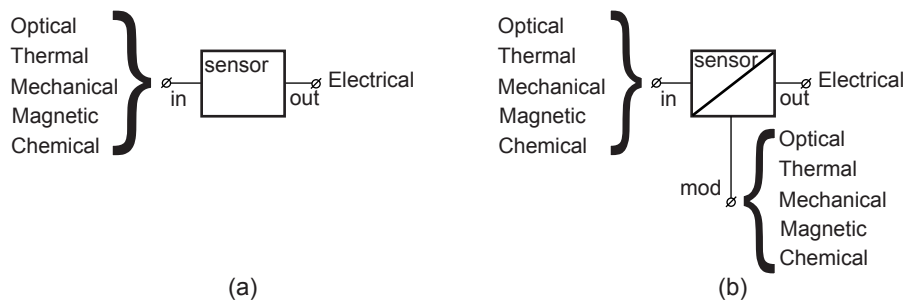 Optical
Thermal
Mechanical
Magnetic
Chemical
sensor
in
out
Electrical
(a)
Optical
Thermal
Mechanical
Magnetic
Chemical
sensor
in
out
Electrical
mod
Optical
Thermal
Mechanical
Magnetic
Chemical
(b)